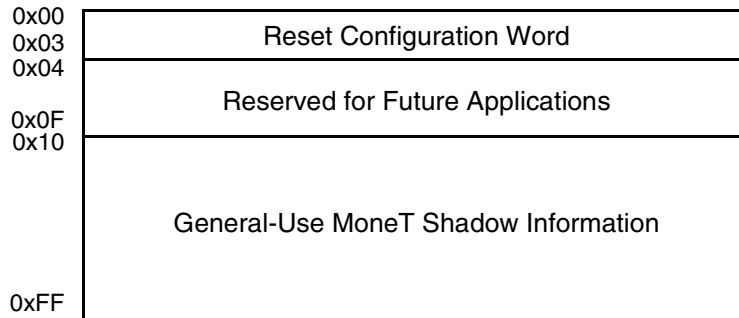 0x00
0x03
Reset Configuration Word
0x04
Reserved for Future Applications
0x0F
0x10
General-Use MoneT Shadow Information
0xFF